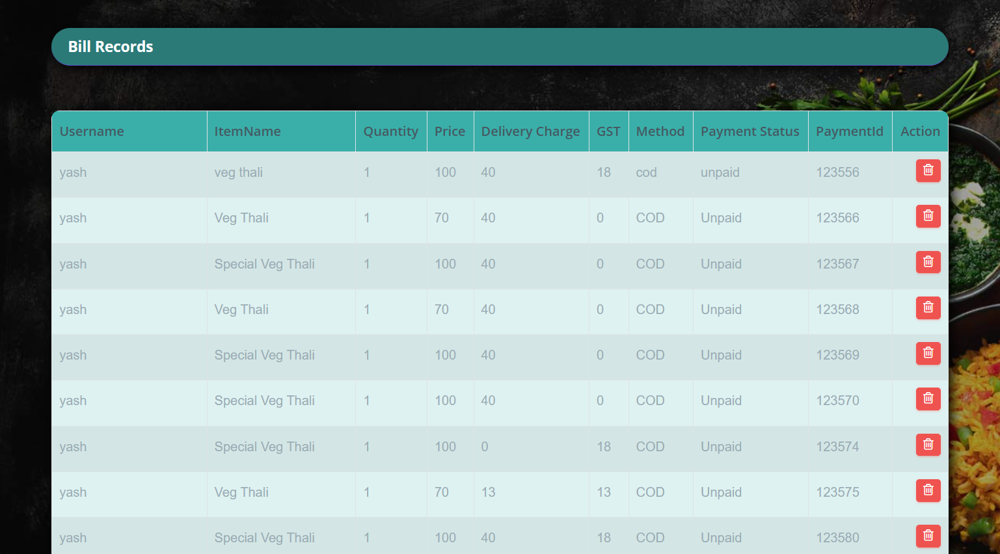 Bill Records
Username ItemName Quantity Price Delivery Charge GST Method Payment Status PaymentId Action
yash veg thali 1 100 40 18 cod unpaid 123556
yash Veg Thali 1 70 40 0 COD Unpaid 123566
yash Special Veg Thali 1 100 40 0 COD Unpaid 123567
yash Veg Thali 1 70 40 0 COD Unpaid 123568
yash Special Veg Thali 1 100 40 0 COD Unpaid 123569
yash Special Veg Thali 1 100 40 0 COD Unpaid 123570
yash Special Veg Thali 1 100 0 18 COD Unpaid 123574
yash Veg Thali 1 70 13 13 COD Unpaid 123575
yash Special Veg Thali 1 100 40 18 COD Unpaid 123580